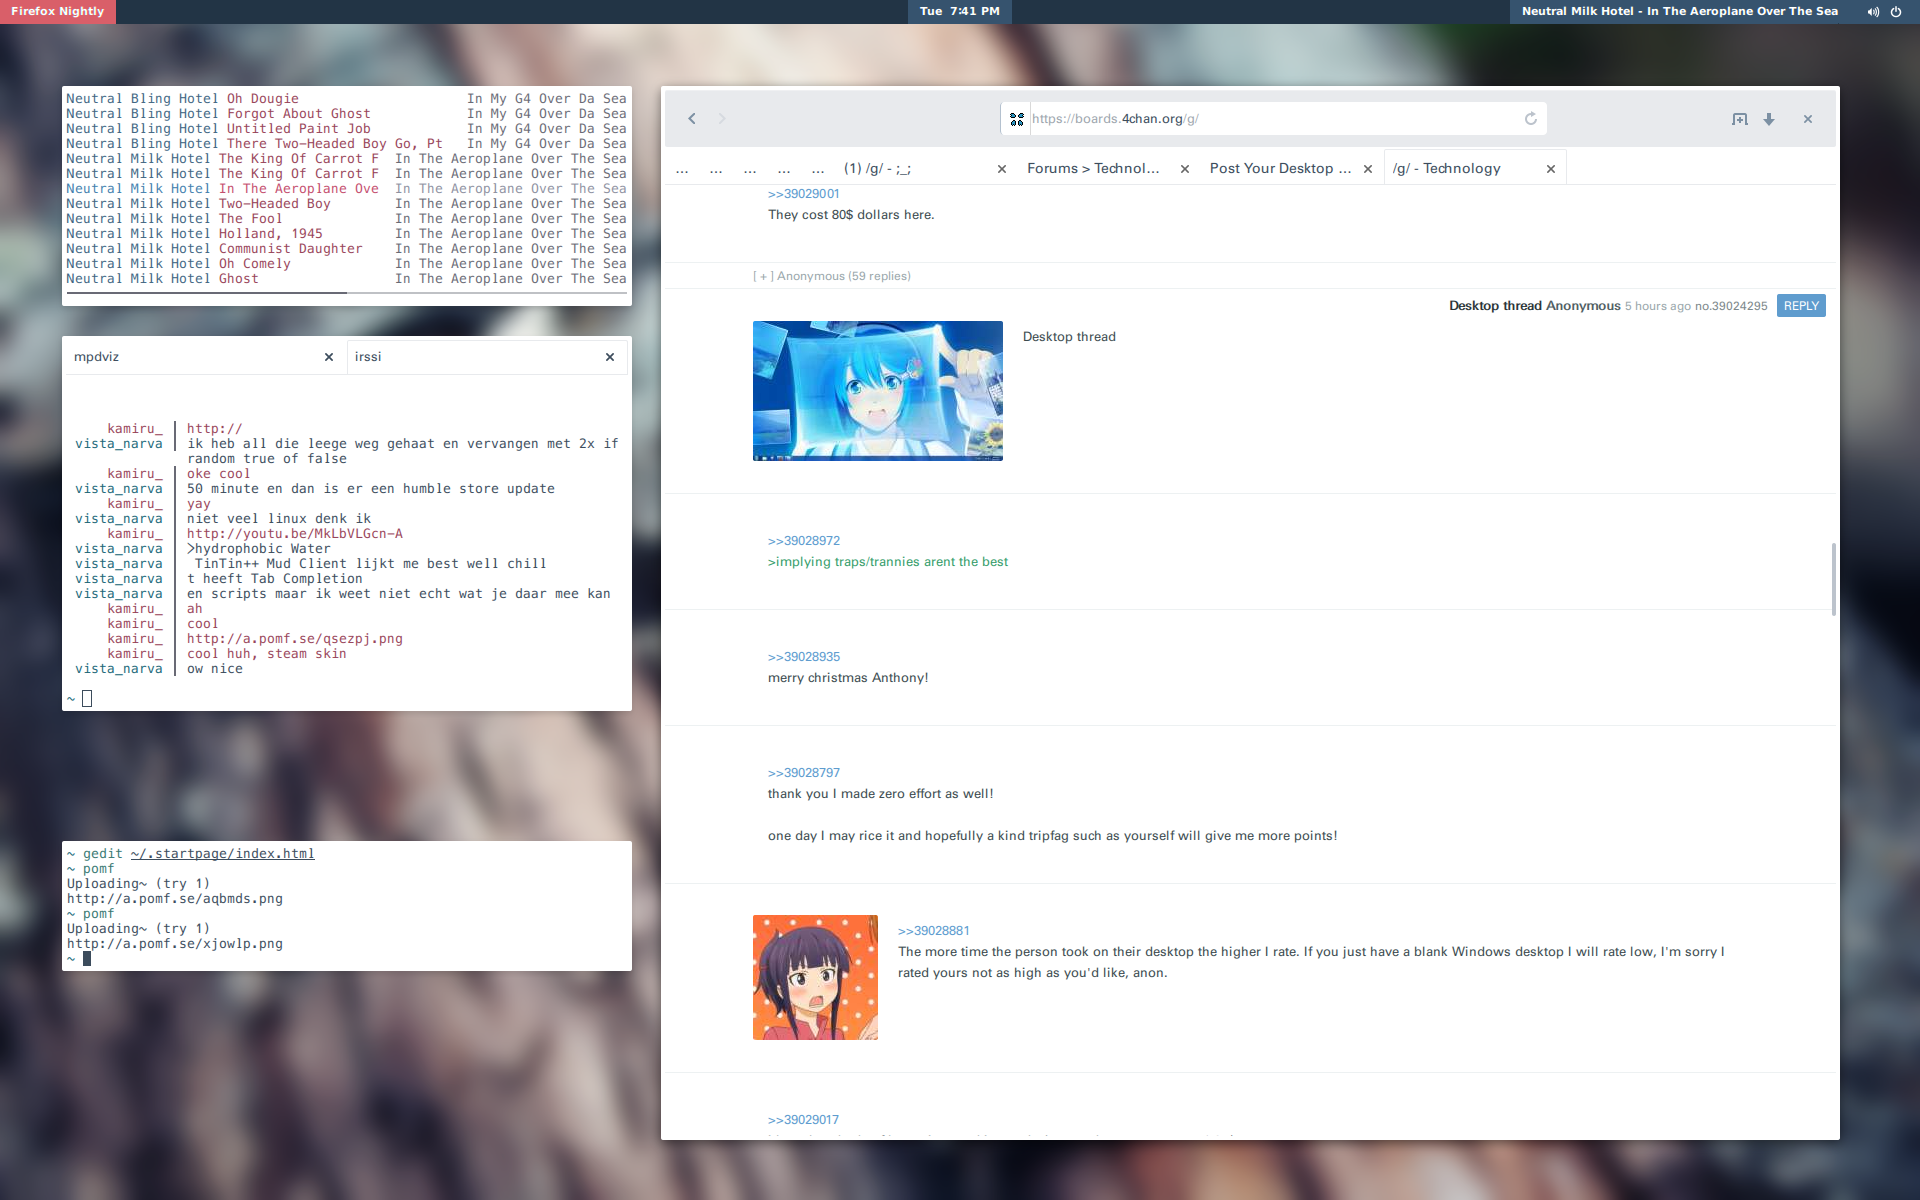 Firefox Nightly
Tue 7:41 PM
Neutral Milk Hotel - In The Aeroplane Over The Sea
Neutral Bling Hotel Oh Dougie In My G4 Over Da Sea
Neutral Bling Hotel Forgot About Ghost In My G4 Over Da Sea
Neutral Bling Hotel Untitled Paint Job In My G4 Over Da Sea
Neutral Bling Hotel There Two-Headed Boy Go, Pt In My G4 Over Da Sea
Neutral Milk Hotel The King Of Carrot F In The Aeroplane Over The Sea
Neutral Milk Hotel The King Of Carrot F In The Aeroplane Over The Sea
Neutral Milk Hotel In The Aeroplane Ove In The Aeroplane Over The Sea
Neutral Milk Hotel Two-Headed Boy In The Aeroplane Over The Sea
Neutral Milk Hotel The Fool In The Aeroplane Over The Sea
Neutral Milk Hotel Holland, 1945 In The Aeroplane Over The Sea
Neutral Milk Hotel Communist Daughter In The Aeroplane Over The Sea
Neutral Milk Hotel Oh Comely In The Aeroplane Over The Sea
Neutral Milk Hotel Ghost In The Aeroplane Over The Sea
mpdviz
irssi
kamiru_ http://
vista_narva ik heb all die leege weg gehaat en vervangen met 2x if
random true of false
kamiru_ oke cool
vista_narva 50 minute en dan is er een humble store update
kamiru_ yay
vista_narva niet veel linux denk ik
kamiru_ http://youtu.be/MkLbVLGcn-A
vista_narva >hydrophobic Water
vista_narva TinTin++ Mud Client lijkt me best well chill
vista_narva t heeft Tab Completion
vista_narva en scripts maar ik weet niet echt wat je daar mee kan
kamiru_ ah
kamiru_ cool
kamiru_ http://a.pomf.se/qsezpj.png
kamiru_ cool huh, steam skin
vista_narva ow nice
~
~ gedit ~/.startpage/index.html
~ pomf
Uploading~ (try 1)
http://a.pomf.se/aqbmds.png
~ pomf
Uploading~ (try 1)
http://a.pomf.se/xjowlp.png
~
https://boards.4chan.org/g/
... ... ... ... ... (1) /g/ - ;_; Forums > Technol... Post Your Desktop ... /g/ - Technology
>>39029001
They cost 80$ dollars here.
[ + ] Anonymous (59 replies)
Desktop thread Anonymous 5 hours ago no.39024295 REPLY
Desktop thread
>>39028972
>implying traps/trannies arent the best
>>39028935
merry christmas Anthony!
>>39028797
thank you I made zero effort as well!
one day I may rice it and hopefully a kind tripfag such as yourself will give me more points!
>>39028881
The more time the person took on their desktop the higher I rate. If you just have a blank Windows desktop I will rate low, I'm sorry I
rated yours not as high as you'd like, anon.
>>39029017